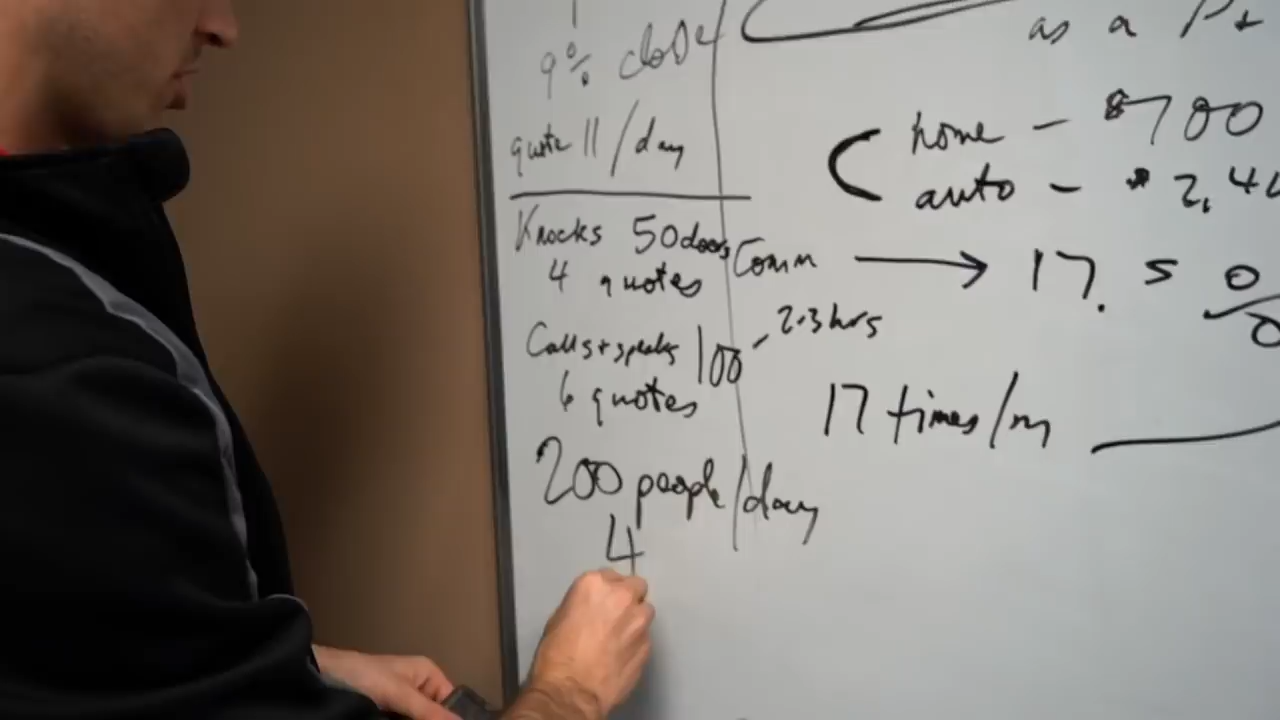 9% close
quote 11/day
Knocks 50 doors
4 quotes
Calls + speaks 100 - 2.3 hrs
6 quotes
200 people/day
4
as a
home - $700
auto - $2,4
Comm → 17.5 0
17 times/m